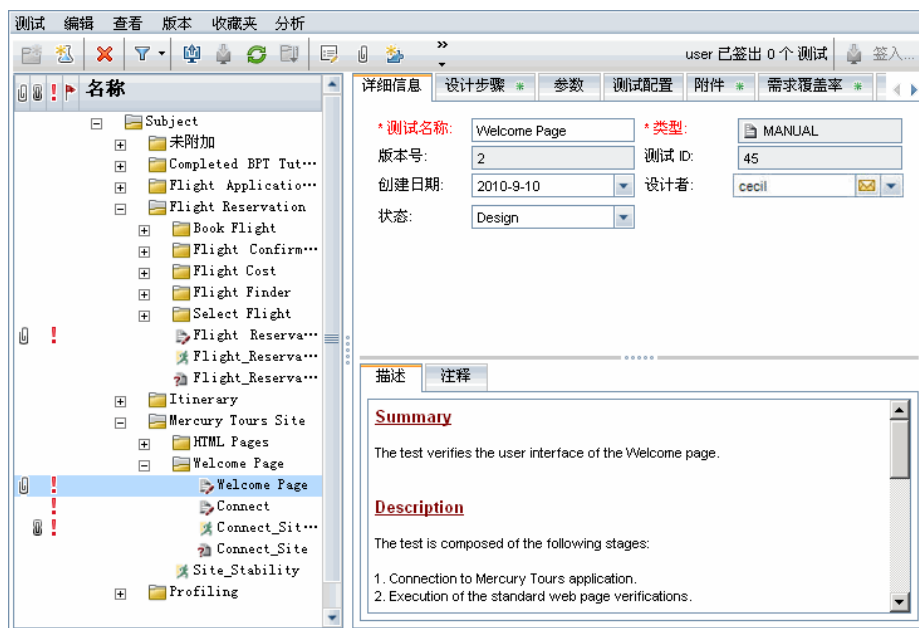 测试 编辑 查看 版本 收藏夹 分析
user 已签出 0 个 测试 签入...
名称
Subject
未附加
Completed BPT Tut···
Flight Applicatio···
Flight Reservation
Book Flight
Flight Confirm···
Flight Cost
Flight Finder
Select Flight
Flight Reserva···
Flight_Reserva···
Flight_Reserva···
Itinerary
Mercury Tours Site
HTML Pages
Welcome Page
Welcome Page
Connect
Connect_Sit···
Connect_Site
Site_Stability
Profiling
详细信息 设计步骤 * 参数 测试配置 附件 * 需求覆盖率 *
* 测试名称: Welcome Page * 类型: MANUAL
版本号: 2 测试 ID: 45
创建日期: 2010-9-10 设计者: cecil
状态: Design
描述 注释
Summary
The test verifies the user interface of the Welcome page.
Description
The test is composed of the following stages:
1. Connection to Mercury Tours application.
2. Execution of the standard web page verifications.